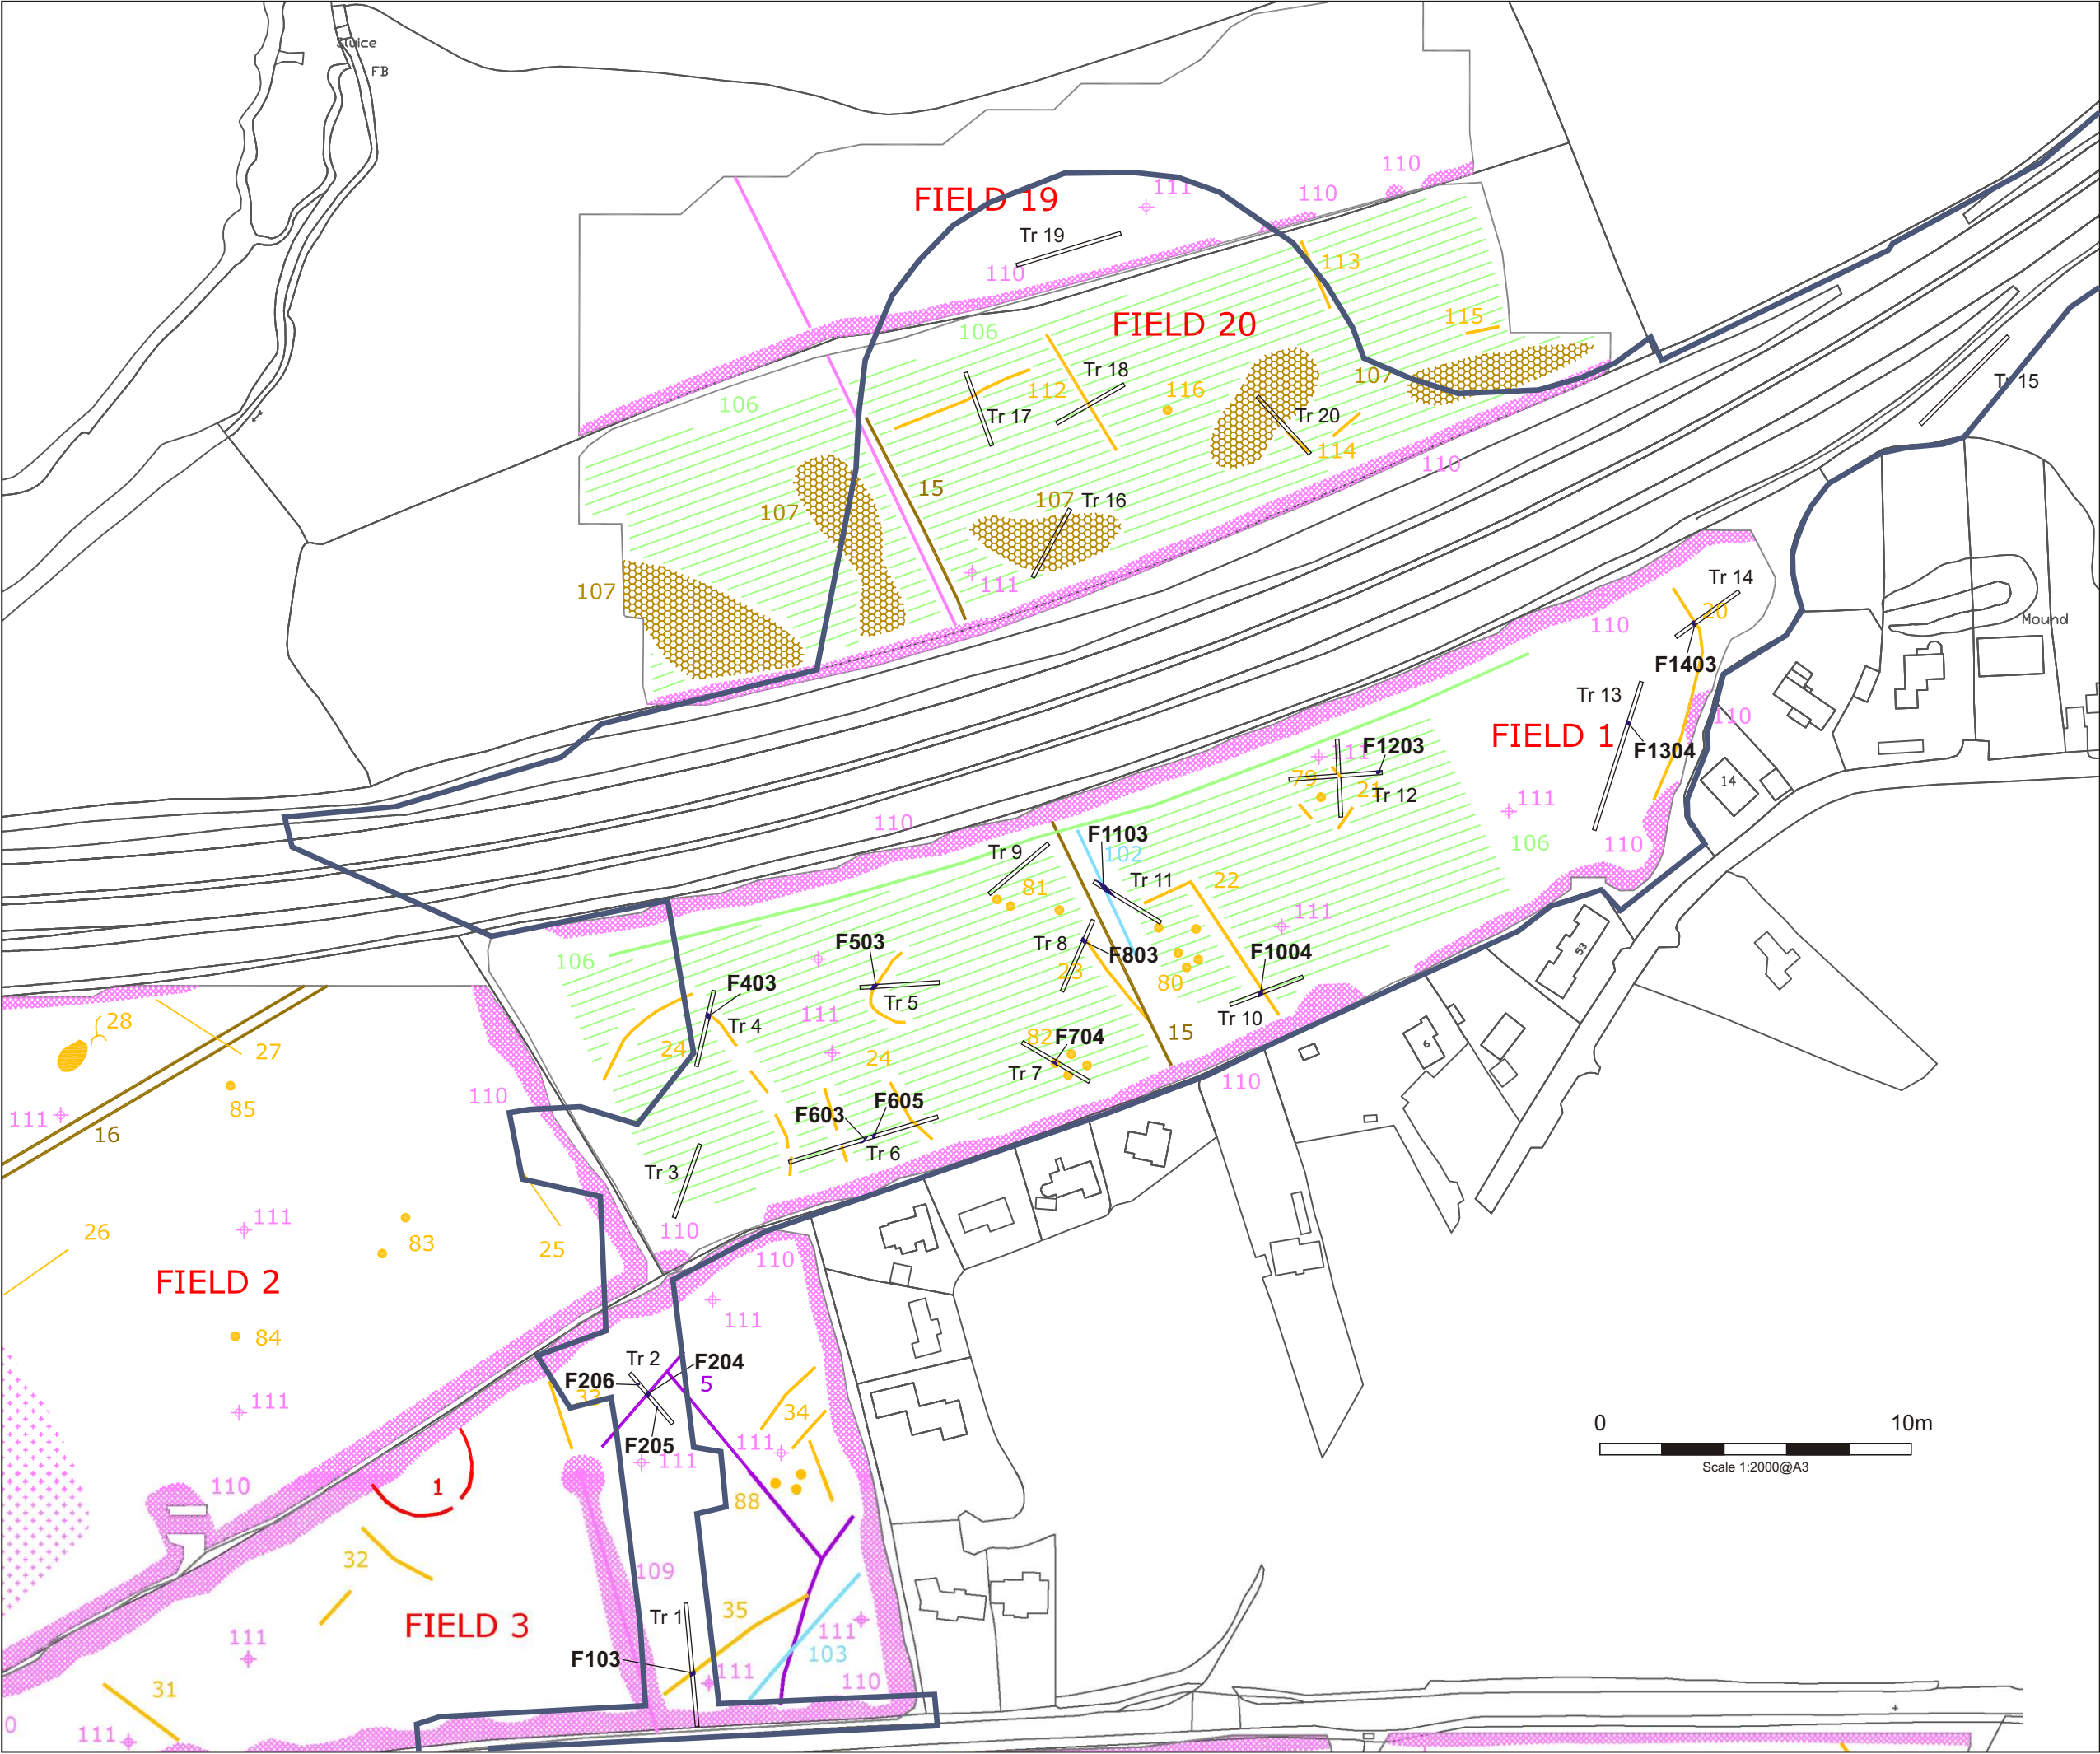 Sluice
FB
110
111
110
FIELD 19
Tr 19
113
110
FIELD 20
115
106
Tr 18
107
Tr 15
112
116
106
Tr 17
Tr 20
114
110
15
107
Tr 16
107
111
Tr 14
107
20
110
Mound
F1403
Tr 13
110
FIELD 1
111
F1203
F1304
79
21
Tr 12
14
111
110
F1103
106
110
Tr 9
102
Tr 11
81
22
111
53
F503
Tr 8
F803
F1004
106
23
80
F403
Tr 5
111
Tr 10
28
Tr 4
15
82
F704
6
24
24
27
Tr 7
110
110
85
F603
F605
111
16
Tr 6
Tr 3
111
110
26
83
25
110
FIELD 2
111
84
Tr 2
F204
F206
5
33
111
34
0
10m
F205
111
111
Scale 1:2000@A3
110
1
88
32
109
35
Tr 1
FIELD 3
111
111
103
F103
111
110
31
0
111